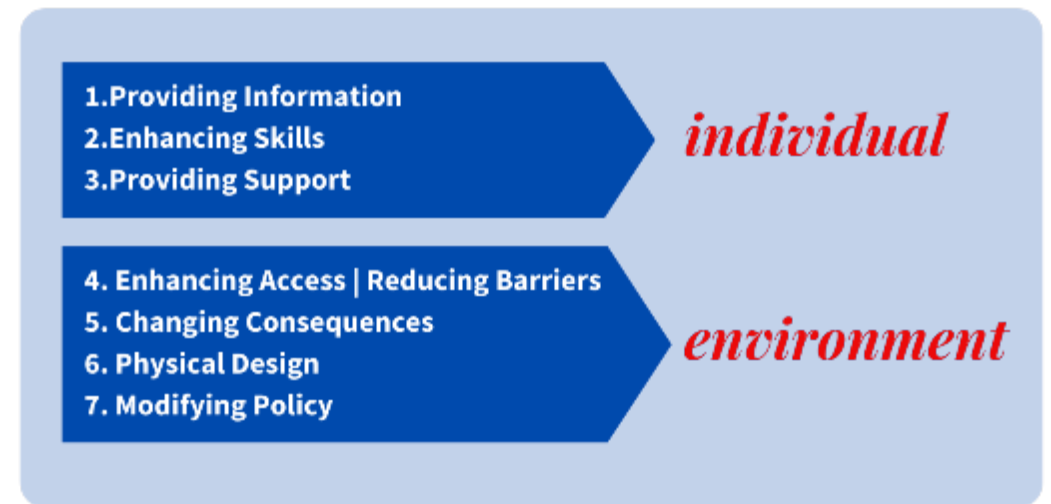 1.Providing Information
2.Enhancing Skills
3.Providing Support
individual
4. Enhancing Access | Reducing Barriers
5. Changing Consequences
6. Physical Design
7. Modifying Policy
environment